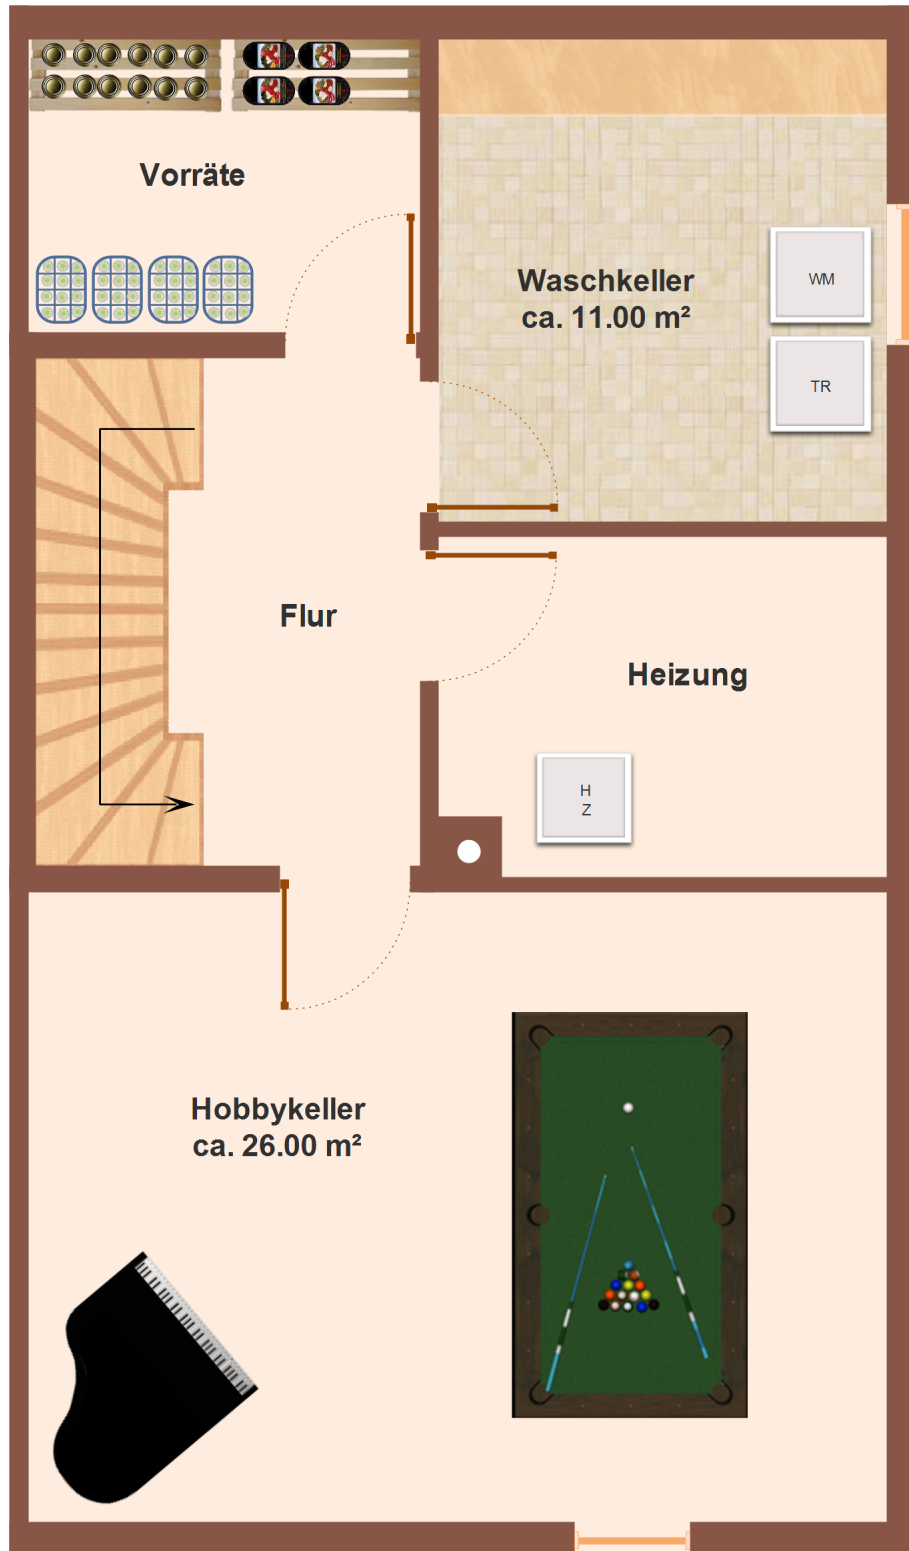 Vorräte
Waschkeller
ca. 11.00 m²
WM
TR
Flur
Heizung
H
Z
Hobbykeller
ca. 26.00 m²